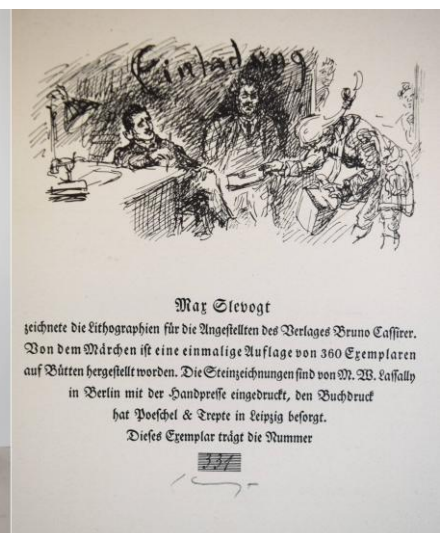 Einladung
Max Slevogt
zeichnete die Lithographien für die Angestellten des Verlages Bruno Cassirer.
Von dem Märchen ist eine einmalige Auflage von 360 Exemplaren
auf Bütten hergestellt worden. Die Steinzeichnungen sind von M. W. Lassally
in Berlin mit der Handpresse eingedruckt, den Buchdruck
hat Poeschel & Trepte in Leipzig besorgt.
Dieses Exemplar trägt die Nummer
331